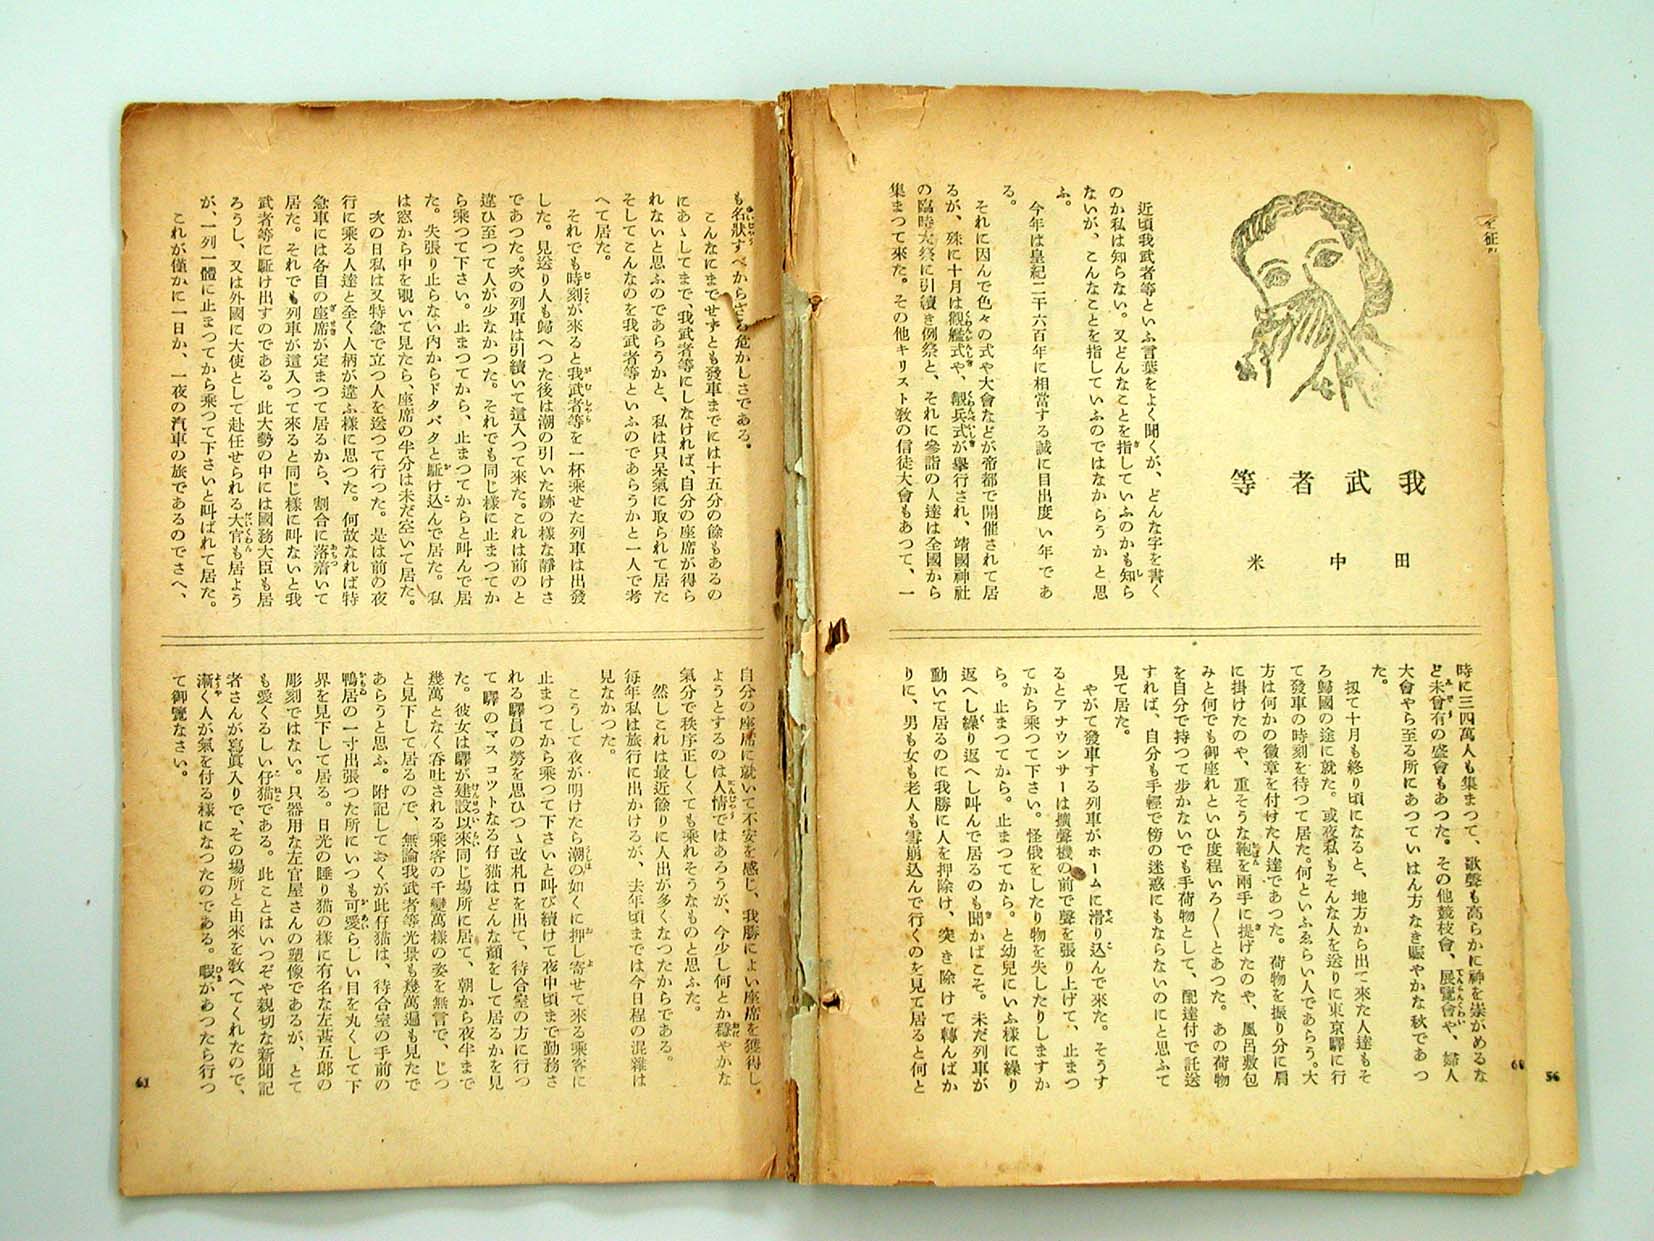 我武者等
田中米
近頃我武者等といふ言葉をよく聞くが、どんな字を書く
のか私は知らない。又どんなことを指していふのかも知ら
ないが、こんなことを指していふのではなからうかと思
ふ。
今年は皇紀二千六百年に相當する誠に目出度い年であ
る。
それに因んで色々の式や大會などが帝都で開催されて居
るが、殊に十月は觀艦式や、觀兵式が擧行され、靖國神社
の臨時大祭に引續き例祭と、それに參詣の人達は全國から
集まつて來た。その他キリスト敎の信徒大會もあつて、一
時に三四萬人も集まつて、歌聲も高らかに神を崇がめるな
ど未曾有の盛會もあつた。その他競技會、展覽會や、婦人
大會やら至る所にあつていはん方なき賑やかな秋であつ
た。
扨て十月も終り頃になると、地方から出て來た人達もそ
ろ歸國の途に就た。或夜私もそんな人を送りに東京驛に行
て發車の時刻を待つて居た。何といふゑらい人であらう。大
方は何かの徽章を付けた人達であつた。荷物を振り分に肩
に掛けたのや、重そうな鞄を兩手に提げたのや、風呂敷包
みと何でも御座れといひ度程いろ〳〵とあつた。あの荷物
を自分で持つて步かないでも手荷物として、配達付で託送
すれば、自分も手輕で傍の迷惑にもならないのにと思ふて
見て居た。
やがて發車する列車がホームに滑り込んで來た。そうす
るとアナウンサーは擴聲機の前で聲を張り上げて、止まつ
てから乘つて下さい。怪俄をしたり物を失したりしますか
ら。止まつてから。止まつてから。と幼兒にいふ樣に繰り
返へし繰り返へし叫んで居るのも聞かばこそ。未だ列車が
動いて居るのに我勝に人を押除け、突き除けて轉んばか
りに、男も女も老人も雪崩込んで行くのを見て居ると何と
60
56
も名狀すべからざる危かしさである。
こんなにまでせずとも發車までには十五分の餘もあるの
にあゝしてまで、我武者等にしなければ、自分の座席が得ら
れないと思ふのであらうかと、私は只呆氣に取られて居た
そしてこんなのを我武者等といふのであらうかと一人で考
へて居た。
それでも時刻が來ると我武者等を一杯乘せた列車は出發
した。見送り人も歸へつた後は潮の引いた跡の樣な靜けさ
であつた。次の列車は引續いて這入つて來た。これは前のと
違ひ至つて人が少なかつた。それでも同じ樣に止まつてか
ら乘つて下さい。止まつてから、止まつてからと叫んで居
た。矢張り止らない內からドタバタと駈け込んで居た。私
は窓から中を覗いて見たら、座席の半分は未だ空いて居た。
次の日私は又特急で立つ人を送つて行つた。是は前の夜
行に乘る人達と全く人柄が違ふ樣に思つた。何故なれば特
急車には各自の座席が定まつて居るから、割合に落着いて
居た。それでも列車が這入つて來ると同じ樣に叫ないと我
武者等に駈け出すのである。此大勢の中には國務大臣も居
ろうし、又は外國に大使として赴任せられる大官も居よう
が、一列一體に止まつてから乘つて下さいと叫ばれて居た。
これが僅かに一日か、一夜の汽車の旅であるのでさへ、
自分の座席に就いて不安を感じ、我勝によい座席を獲得し
ようとするのは人情ではあろうが、今少し何とか穩やかな
氣分で秩序正しくても乘れそうなものと思ふた。
然しこれは最近餘りに人出が多くなつたからである。
每年私は旅行に出かけるが、去年頃までは今日程の混雜は
見なかつた。
こうして夜が明けたら潮の如くに押し寄せて來る乘客に
止まつてから乘つて下さいと叫び續けて夜中頃まで勤務さ
れる驛員の勞を思ひつゝ改札口を出て、待合室の方に行つ
て驛のマスコットなる仔猫はどんな顏をして居るかを見
た。彼女は驛が建設以來同じ場所に居て、朝から夜半まで
幾萬となく吞吐される乘客の千變萬樣の姿を無言で、じつ
と見下して居るので、無論我武者等光景も幾萬遍も見たで
あらうと思ふ。附記しておくが此仔猫は、待合室の手前の
鴨居の一寸出張つた所にいつも可愛らしい目を丸くして下
界を見下して居る。日光の睡り猫の樣に有名な左甚五郞の
彫刻ではない。只器用な左官屋さんの塑像であるが、とて
も愛くるしい仔猫である。此ことはいつぞや親切な新聞記
者さんが寫眞入りで、その場所と由來を敎へてくれたので、
漸く人が氣を付る樣になつたのである。暇があつたら行つ
て御覽なさい。
61